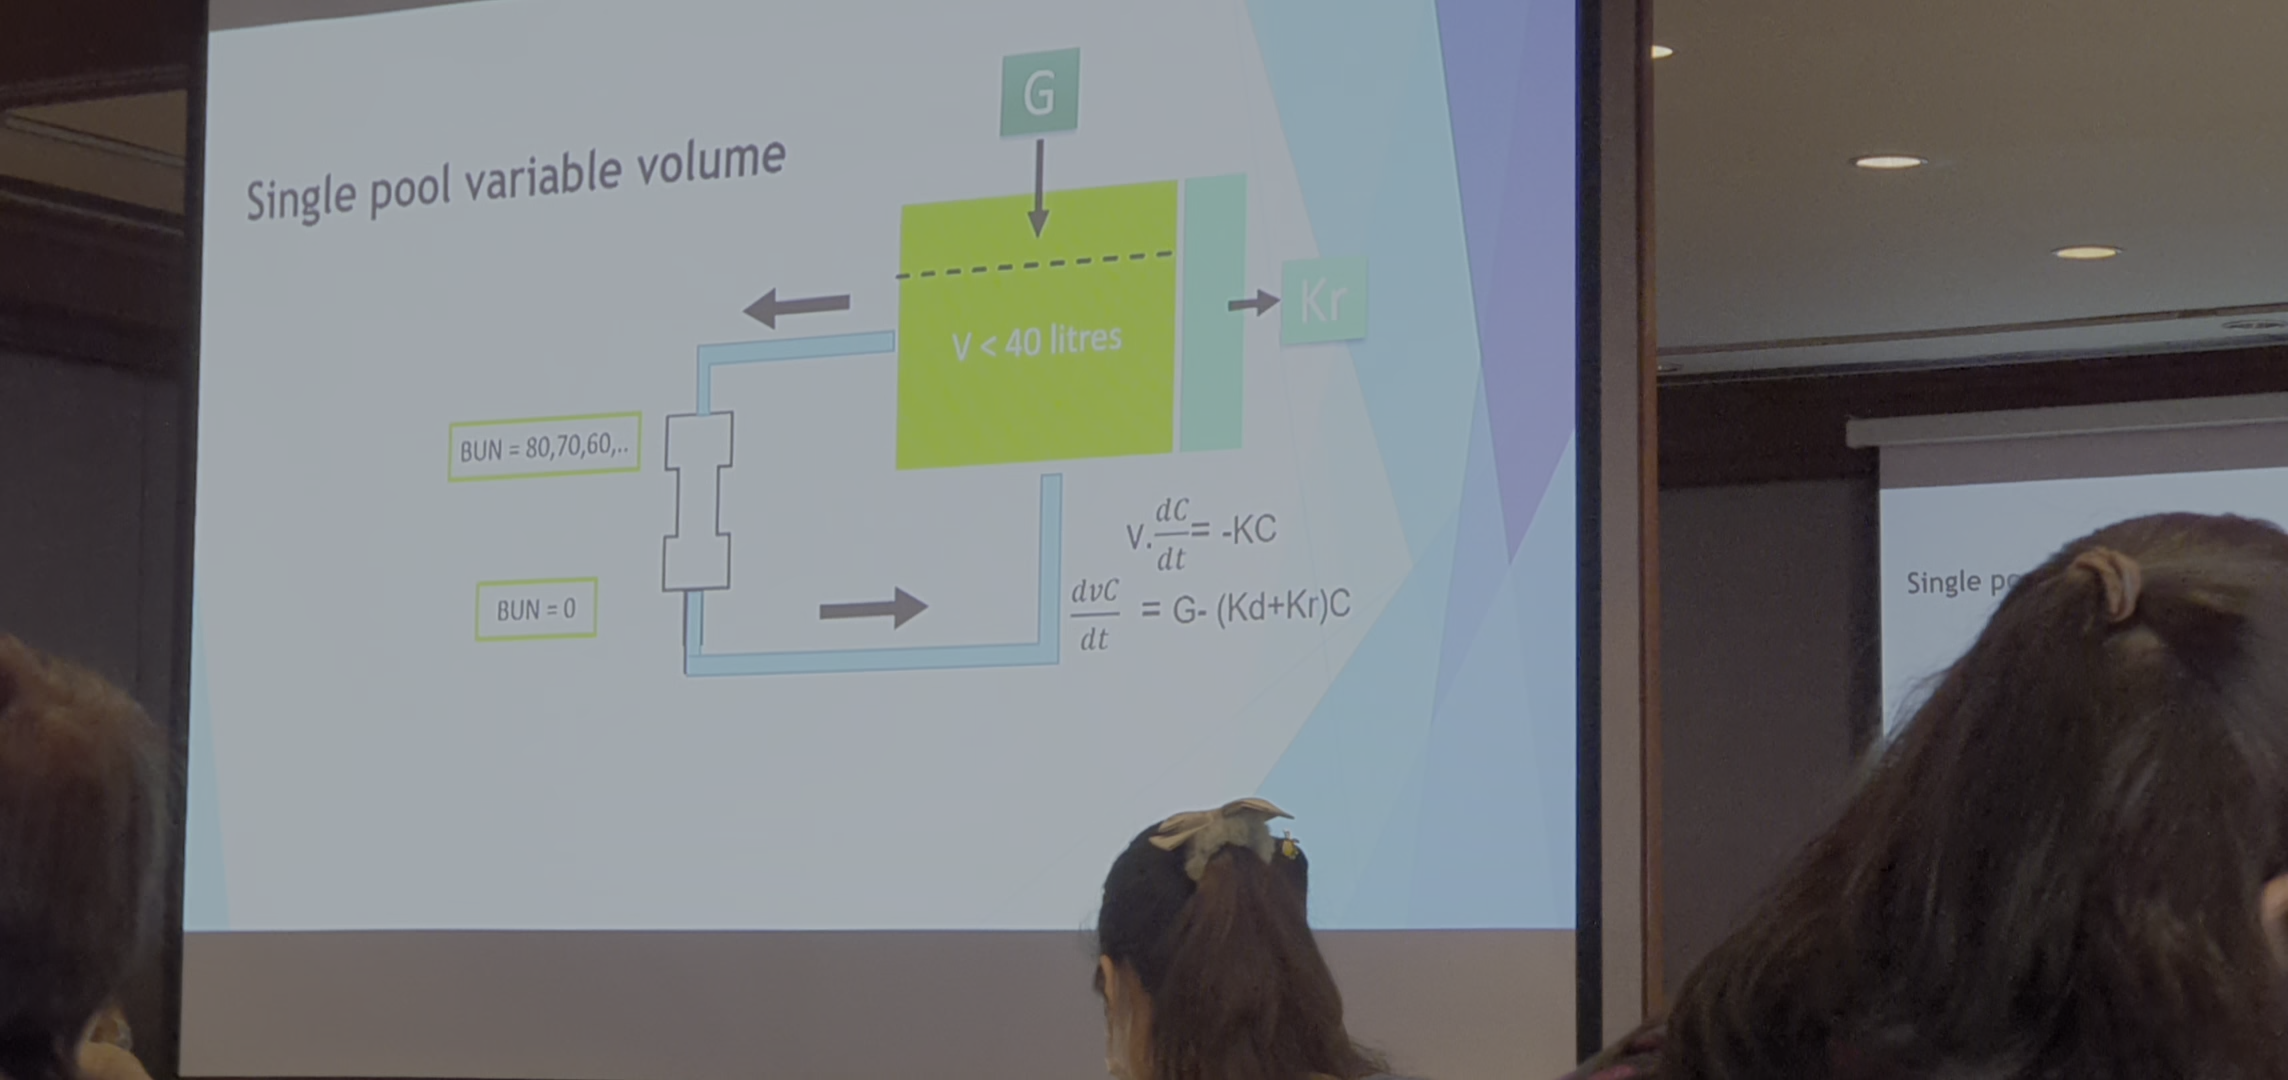 Single pool variable volume
G
V < 40 litres
Kr
BUN = 80,70,60,..
BUN = 0
V.dC/dt= -KC
dvC/dt = G- (Kd+Kr)C
Single